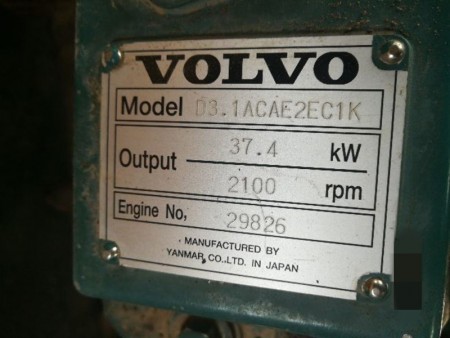 VOLVO
Model D3.1ACAE2EC1K
Output 37.4 kW
2100 rpm
Engine No, 29826
MANUFACTURED BY
YANMAR CO.,LTD. IN JAPAN